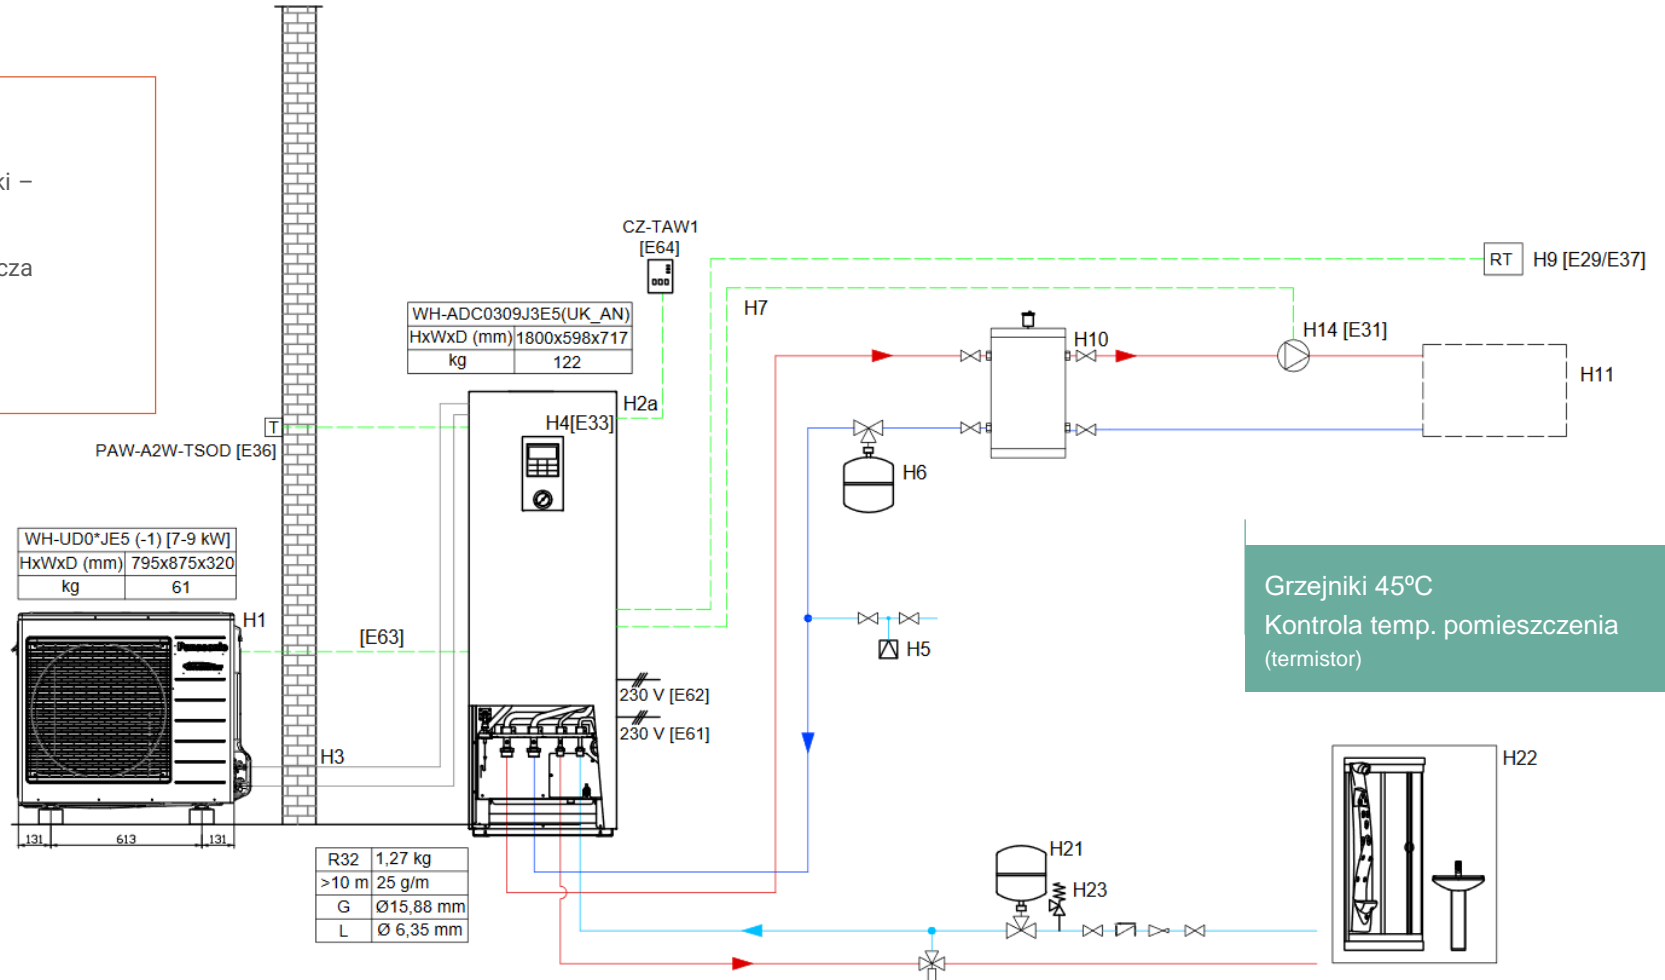 ki –
cza
CZ-TAW1
[E64]
RT
H9 [E29/E37]
WH-ADC0309J3E5(UK_AN)
HxWxD (mm) 1800x598x717
kg 122
H7
H10
H14 [E31]
H11
H2a
H4[E33]
T
PAW-A2W-TSOD [E36]
H6
WH-UD0*JE5 (-1) [7-9 kW]
HxWxD (mm) 795x875x320
kg 61
H1
Panasonic
[E63]
H5
Grzejniki 45ºC
Kontrola temp. pomieszczenia
(termistor)
230 V [E62]
230 V [E61]
H3
H22
131 613 131
R32 1,27 kg
>10 m 25 g/m
G Ø15,88 mm
L Ø 6,35 mm
H21
H23